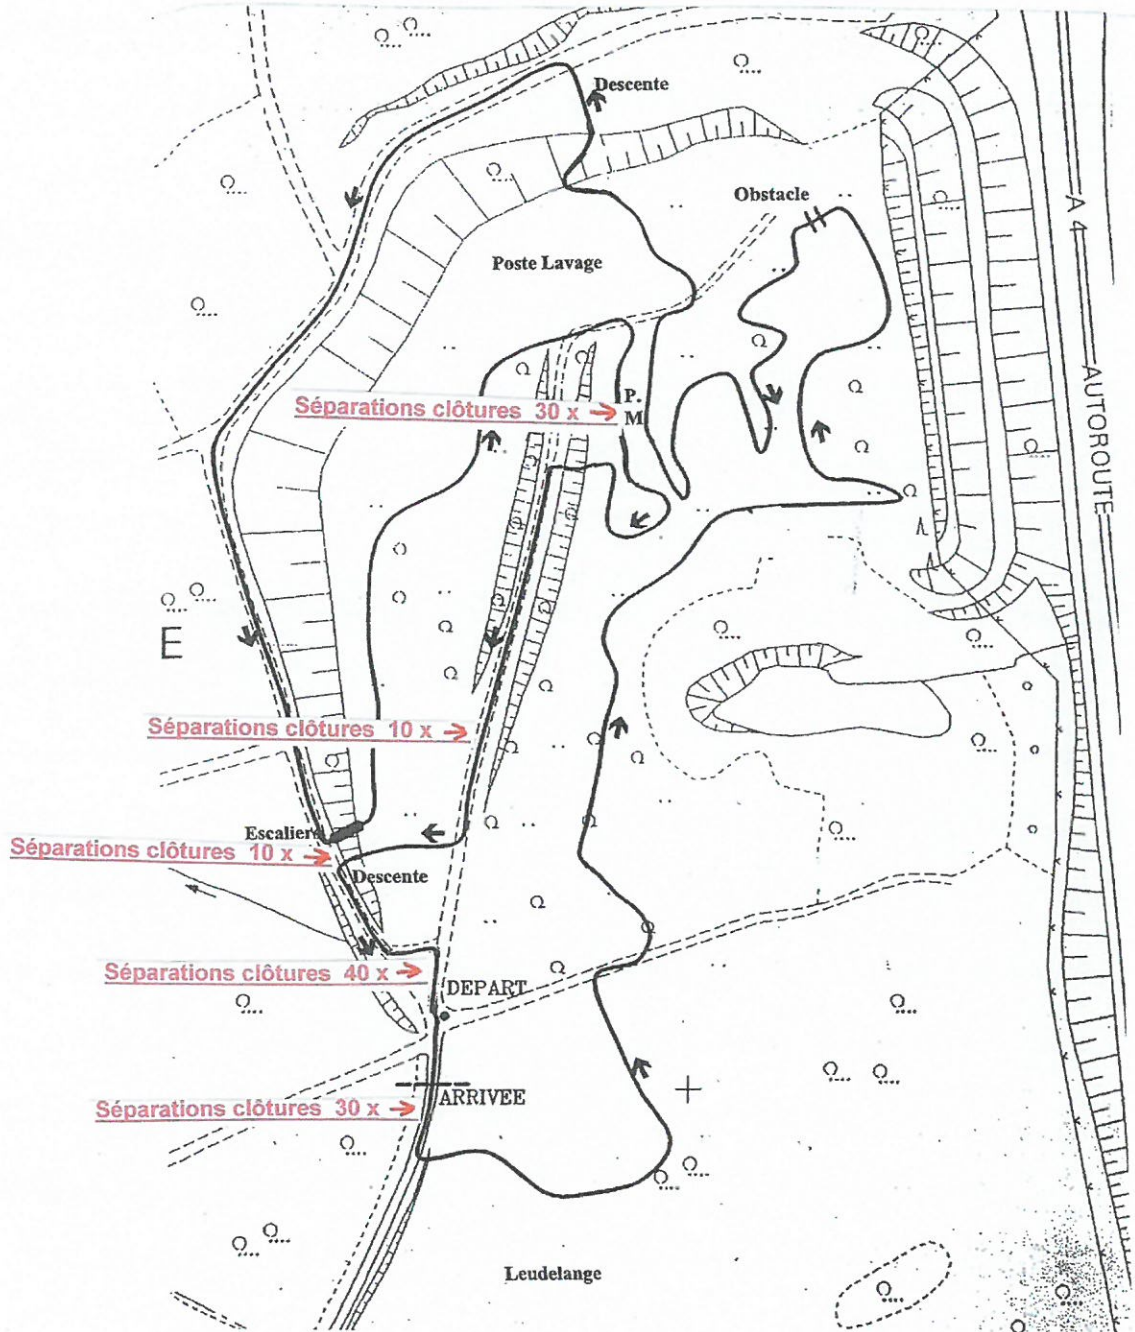 Descente
Obstacle
A 4
AUTOROUTE
Poste Lavage
P.
M
Séparations clôtures 30 x
E
Séparations clôtures 10 x
Escalier
Séparations clôtures 10 x
Descente
Séparations clôtures 40 x
DEPART
ARRIVEE
Séparations clôtures 30 x
Leudelange